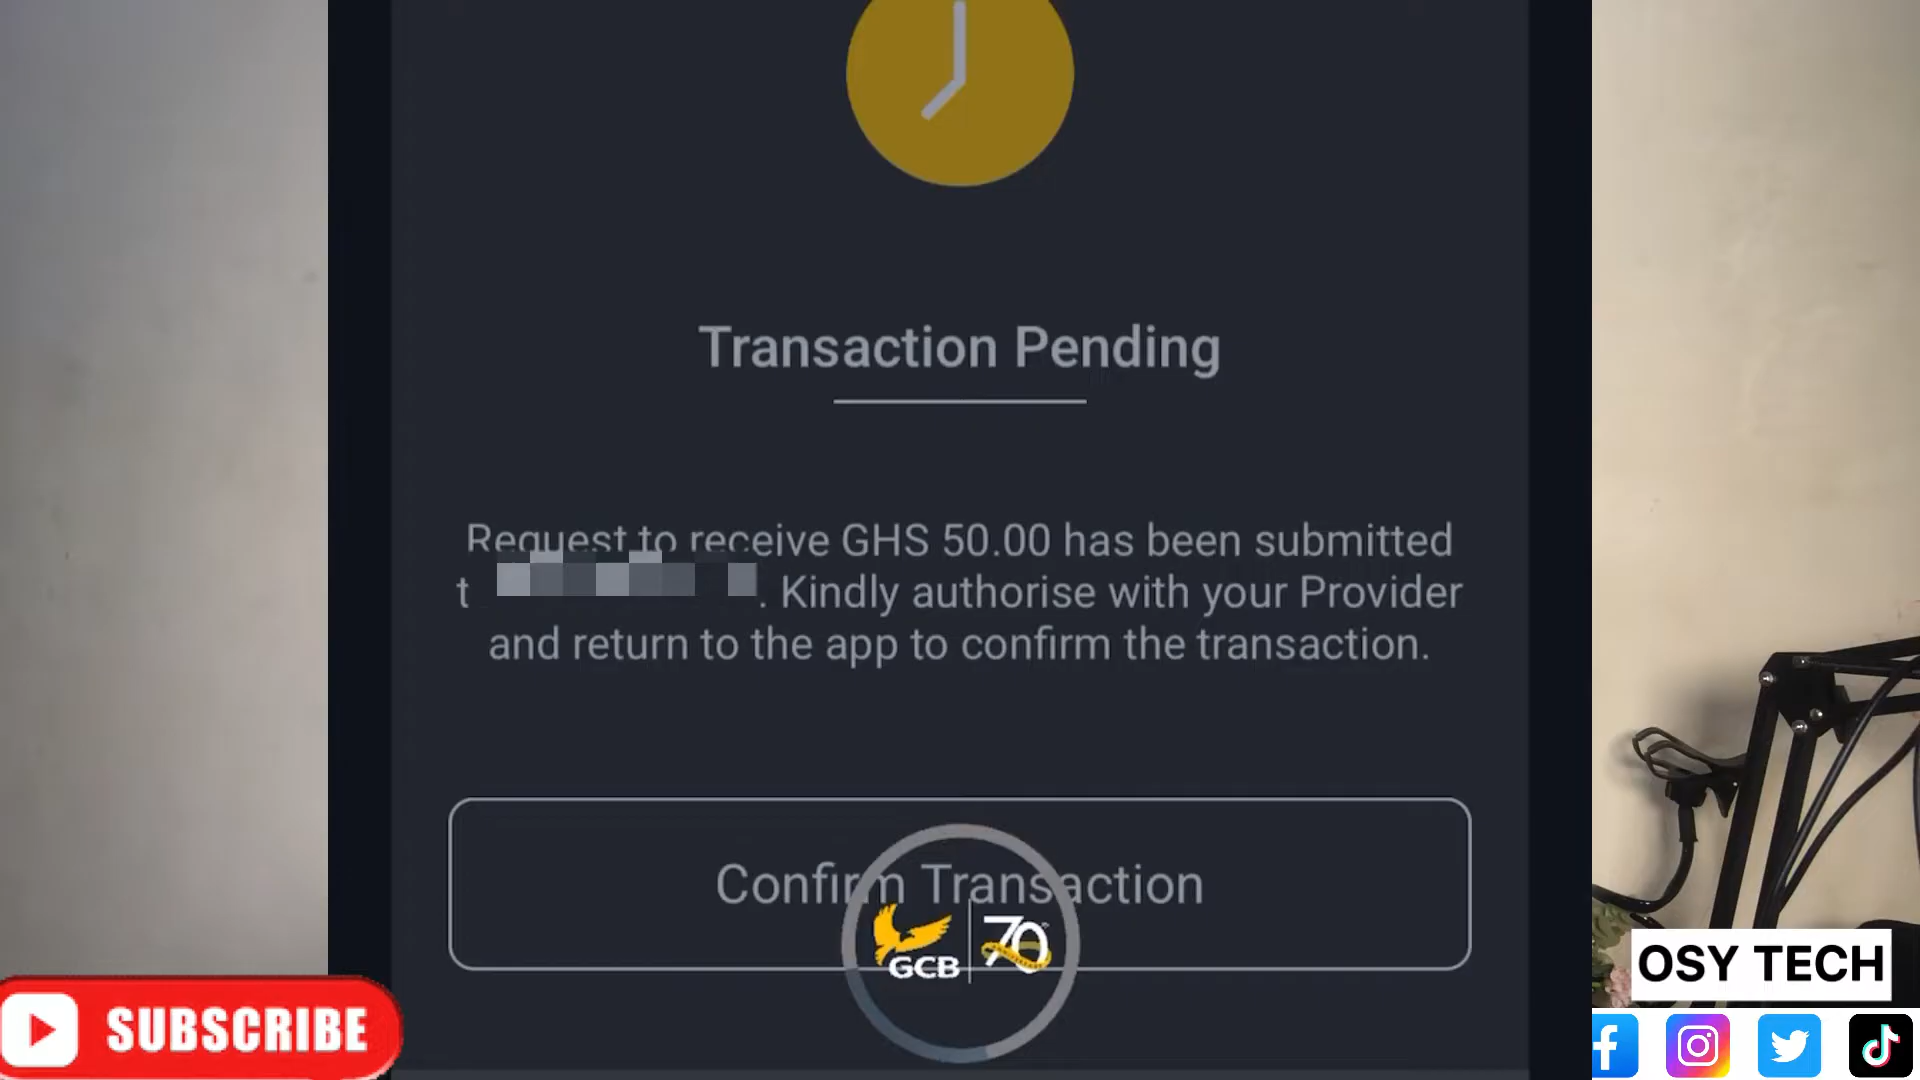 Transaction Pending
Request to receive GHS 50.00 has been submitted
t . Kindly authorise with your Provider
and return to the app to confirm the transaction.
Confirm Transaction
GCB 70
SUBSCRIBE
OSY TECH